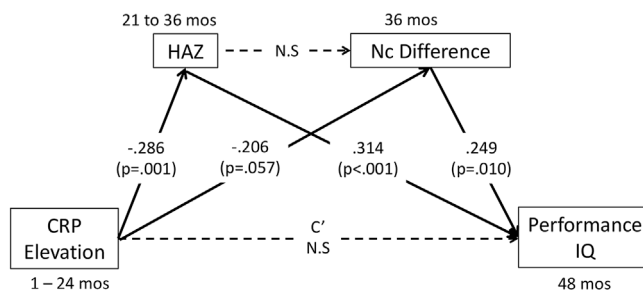 21 to 36 mos
36 mos
HAZ
N.S
Nc Difference
-.286
(p=.001)
-.206
(p=.057)
.314
(p<.001)
.249
(p=.010)
CRP
Elevation
C’
N.S
Performance
IQ
1 – 24 mos
48 mos